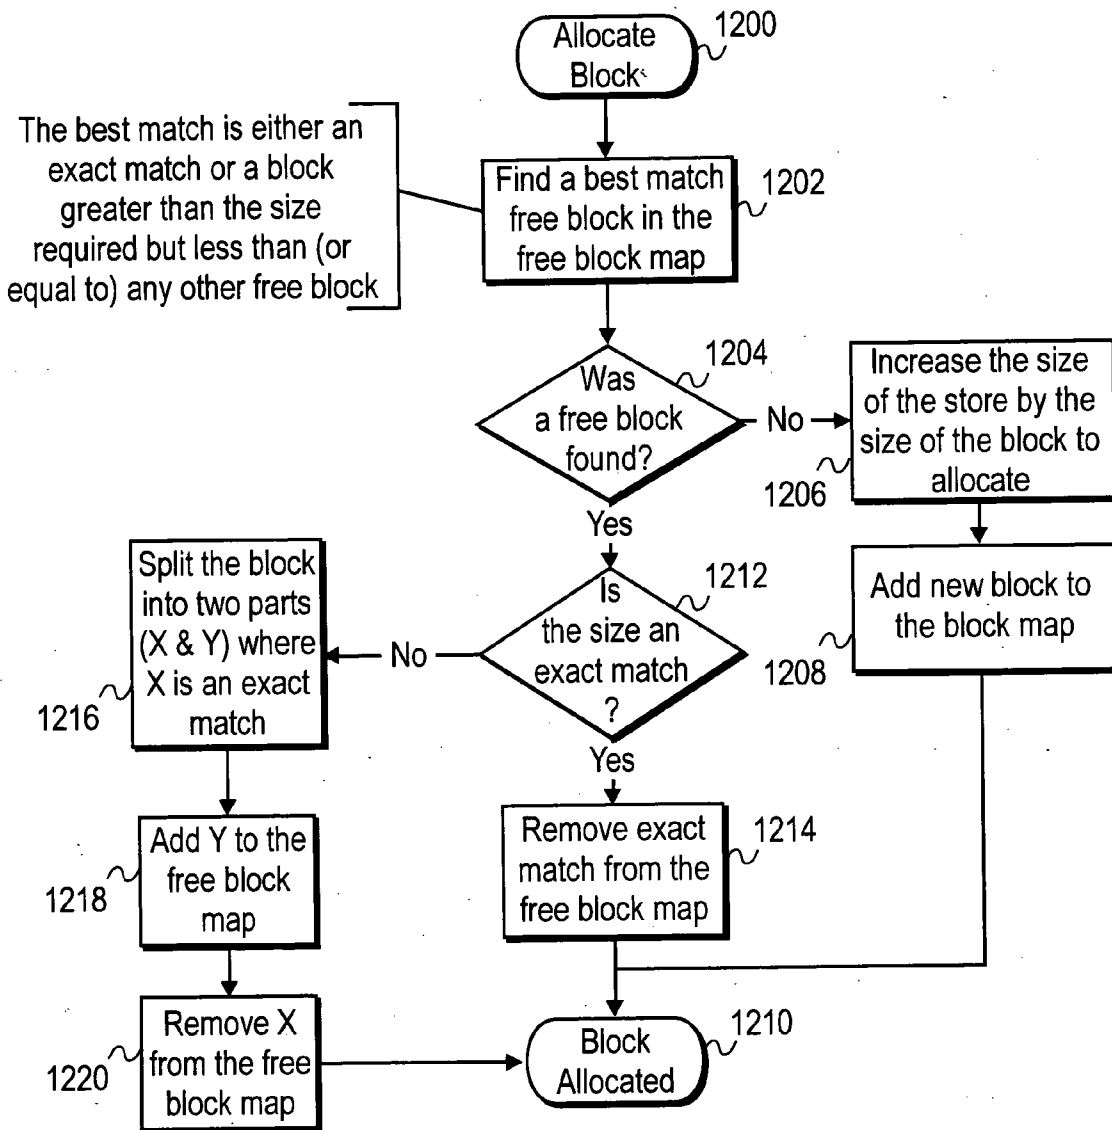 Allocate
Block
1200
The best match is either an
exact match or a block
greater than the size
required but less than (or
equal to) any other free block
Find a best match
free block in the
free block map
1202
Was
a free block
found?
1204
No
Increase the size
of the store by the
size of the block to
allocate
1206
Yes
Add new block to
the block map
1208
Is
the size an
exact match
?
1212
No
Split the block
into two parts
(X & Y) where
X is an exact
match
1216
Yes
Remove exact
match from the
free block map
1214
Add Y to the
free block
map
1218
Remove X
from the free
block map
1220
Block
Allocated
1210